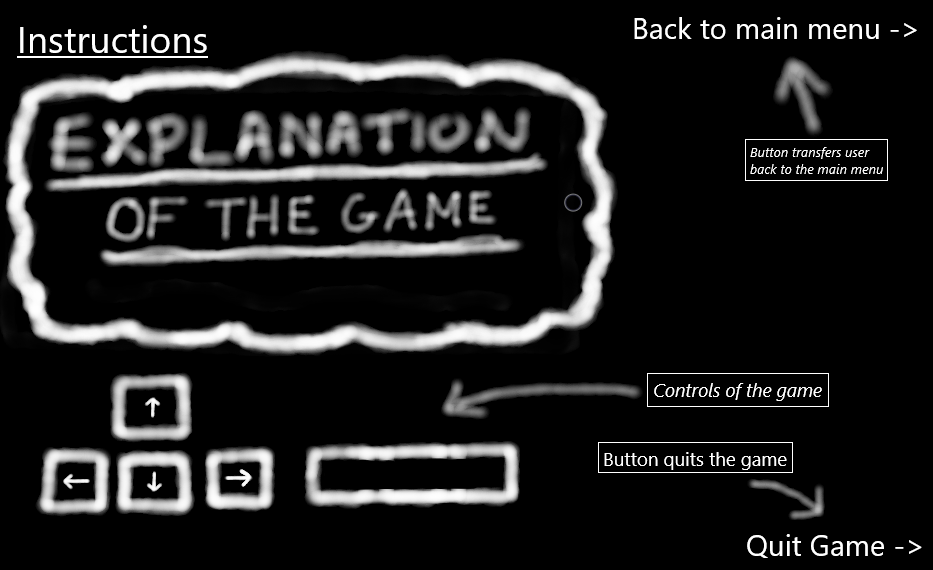 Instructions
Back to main menu ->
EXPLANATION
OF THE GAME
Button transfers user
back to the main menu
Controls of the game
↑
← ↓ →
Button quits the game
Quit Game ->